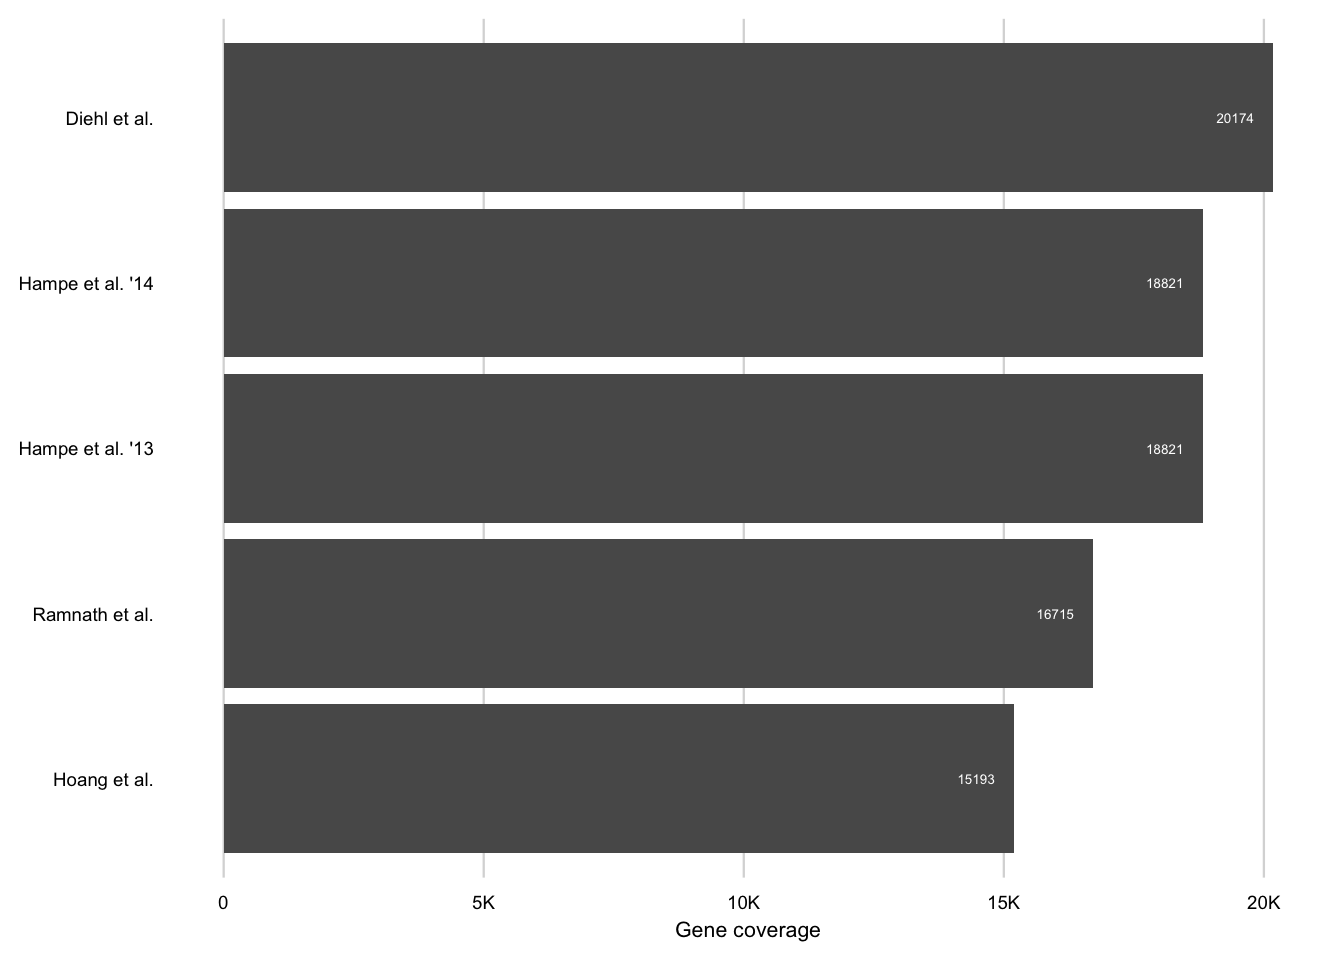 Diehl et al.
20174
Hampe et al. '14
18821
Hampe et al. '13
18821
Ramnath et al.
16715
Hoang et al.
15193
0 5K 10K 15K 20K
Gene coverage